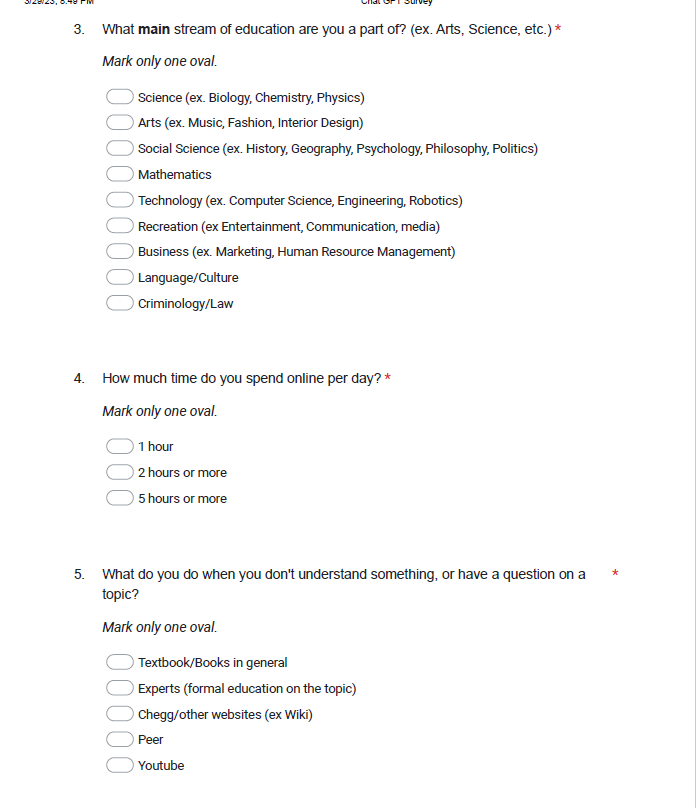 3/29/23, 8:49 PM Chat GPT Survey
3. What main stream of education are you a part of? (ex. Arts, Science, etc.) *
Mark only one oval.
Science (ex. Biology, Chemistry, Physics)
Arts (ex. Music, Fashion, Interior Design)
Social Science (ex. History, Geography, Psychology, Philosophy, Politics)
Mathematics
Technology (ex. Computer Science, Engineering, Robotics)
Recreation (ex Entertainment, Communication, media)
Business (ex. Marketing, Human Resource Management)
Language/Culture
Criminology/Law
4. How much time do you spend online per day? *
Mark only one oval.
1 hour
2 hours or more
5 hours or more
5. What do you do when you don't understand something, or have a question on a *
topic?
Mark only one oval.
Textbook/Books in general
Experts (formal education on the topic)
Chegg/other websites (ex Wiki)
Peer
Youtube